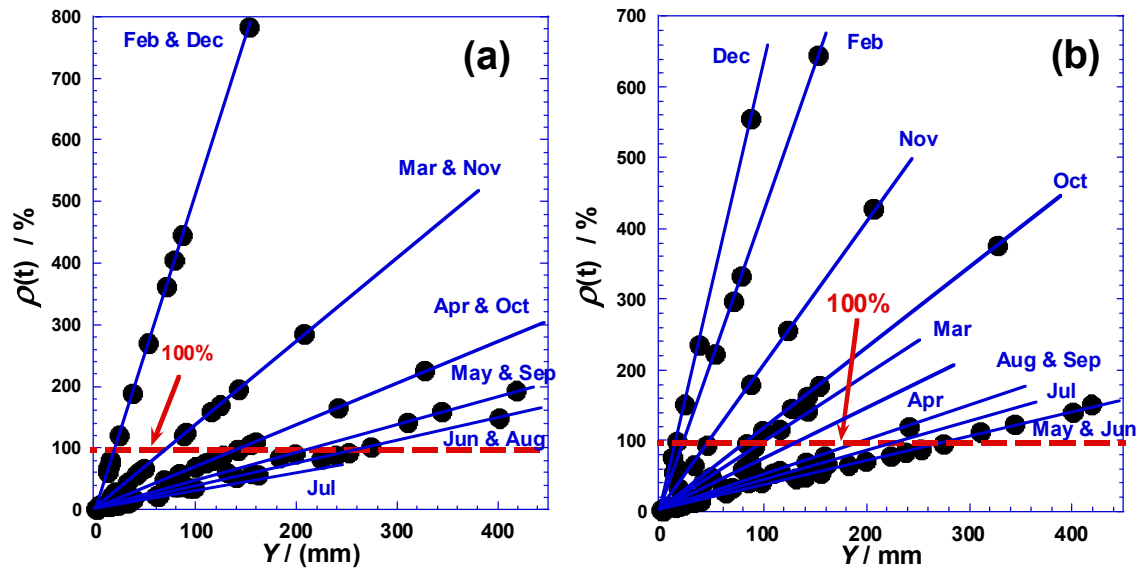 (a)
800
700
600
500
400
300
200
100
0
ρ(t) / %
Feb & Dec
Mar & Nov
Apr & Oct
100%
May & Sep
Jun & Aug
Jul
0
100
200
300
400
Y / (mm)
(b)
700
600
500
400
300
200
100
0
ρ(t) / %
Dec
Feb
Nov
Oct
100%
Mar
Aug & Sep
Apr
Jul
May & Jun
0
100
200
300
400
Y / mm